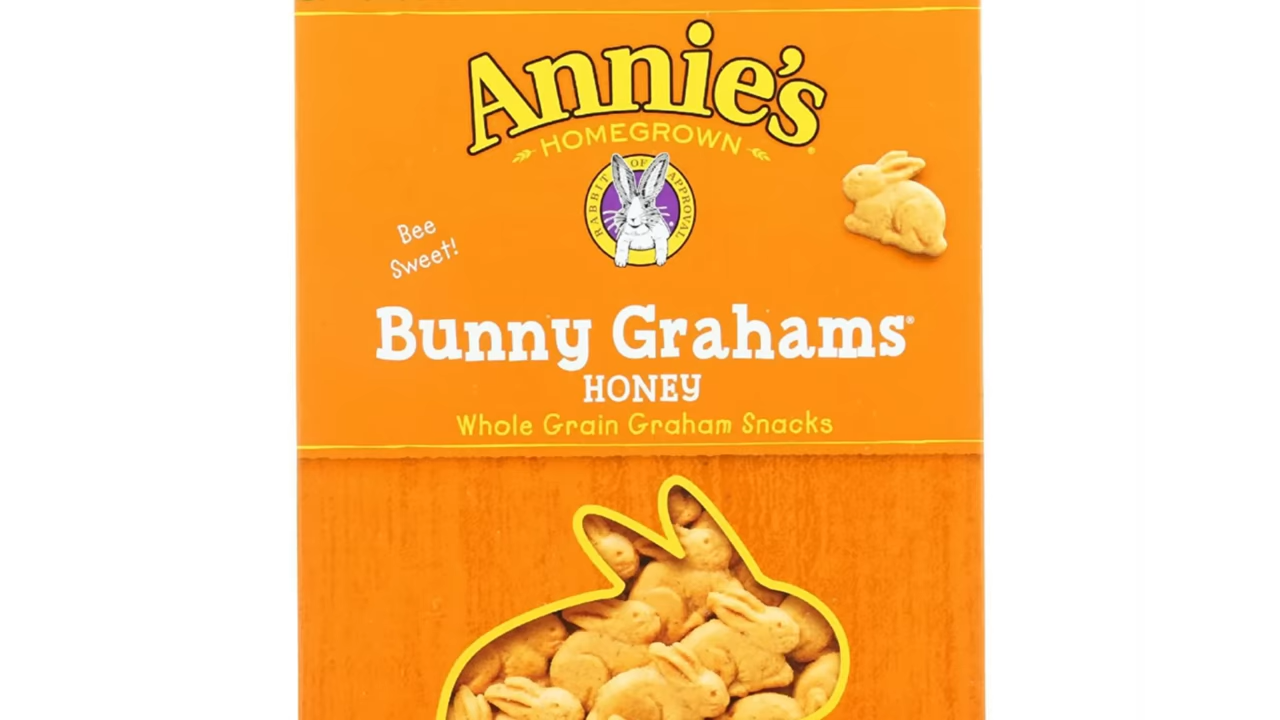 Annie's
HOMEGROWN
RABBIT OF APPROVAL
Bee
Sweet!
Bunny Grahams®
HONEY
Whole Grain Graham Snacks